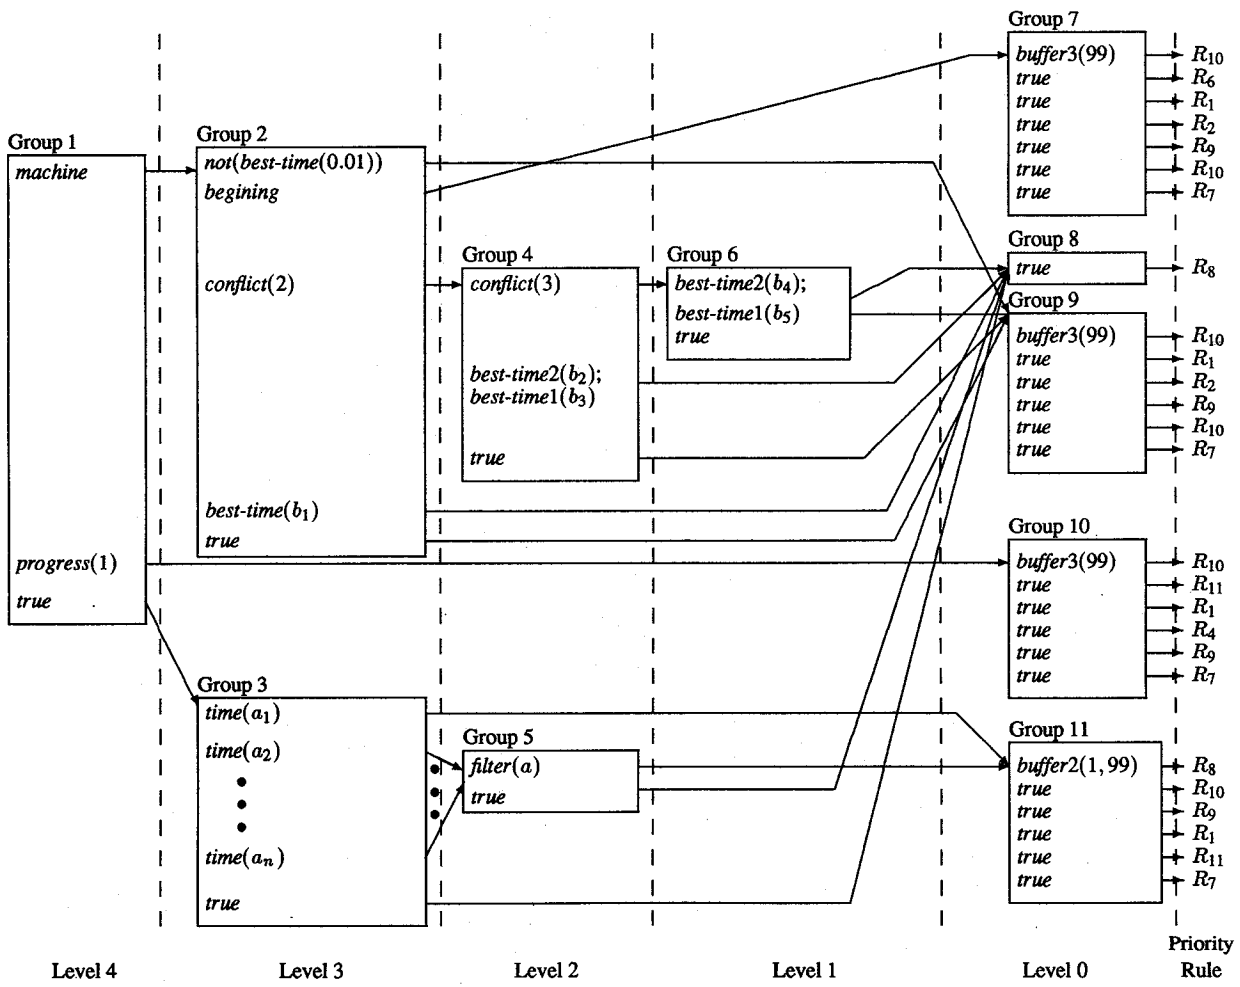 Group 1
machine
progress(1)
true
Group 2
not(best-time(0.01))
begining
conflict(2)
best-time(b₁)
true
Group 3
time(a₁)
time(a₂)
time(aₙ)
true
Group 4
conflict(3)
best-time2(b₂);
best-time1(b₃)
true
Group 5
filter(a)
true
Group 6
best-time2(b₄);
best-time1(b₅)
true
Group 7
buffer3(99) R₁₀
true R₆
true R₁
true R₂
true R₉
true R₁₀
true R₇
Group 8
true R₈
Group 9
buffer3(99) R₁₀
true R₁
true R₂
true R₉
true R₁₀
true R₇
Group 10
buffer3(99) R₁₀
true R₁₁
true R₁
true R₄
true R₉
true R₇
Group 11
buffer2(1,99) R₈
true R₁₀
true R₉
true R₁
true R₁₁
true R₇
Level 4
Level 3
Level 2
Level 1
Level 0
Priority
Rule